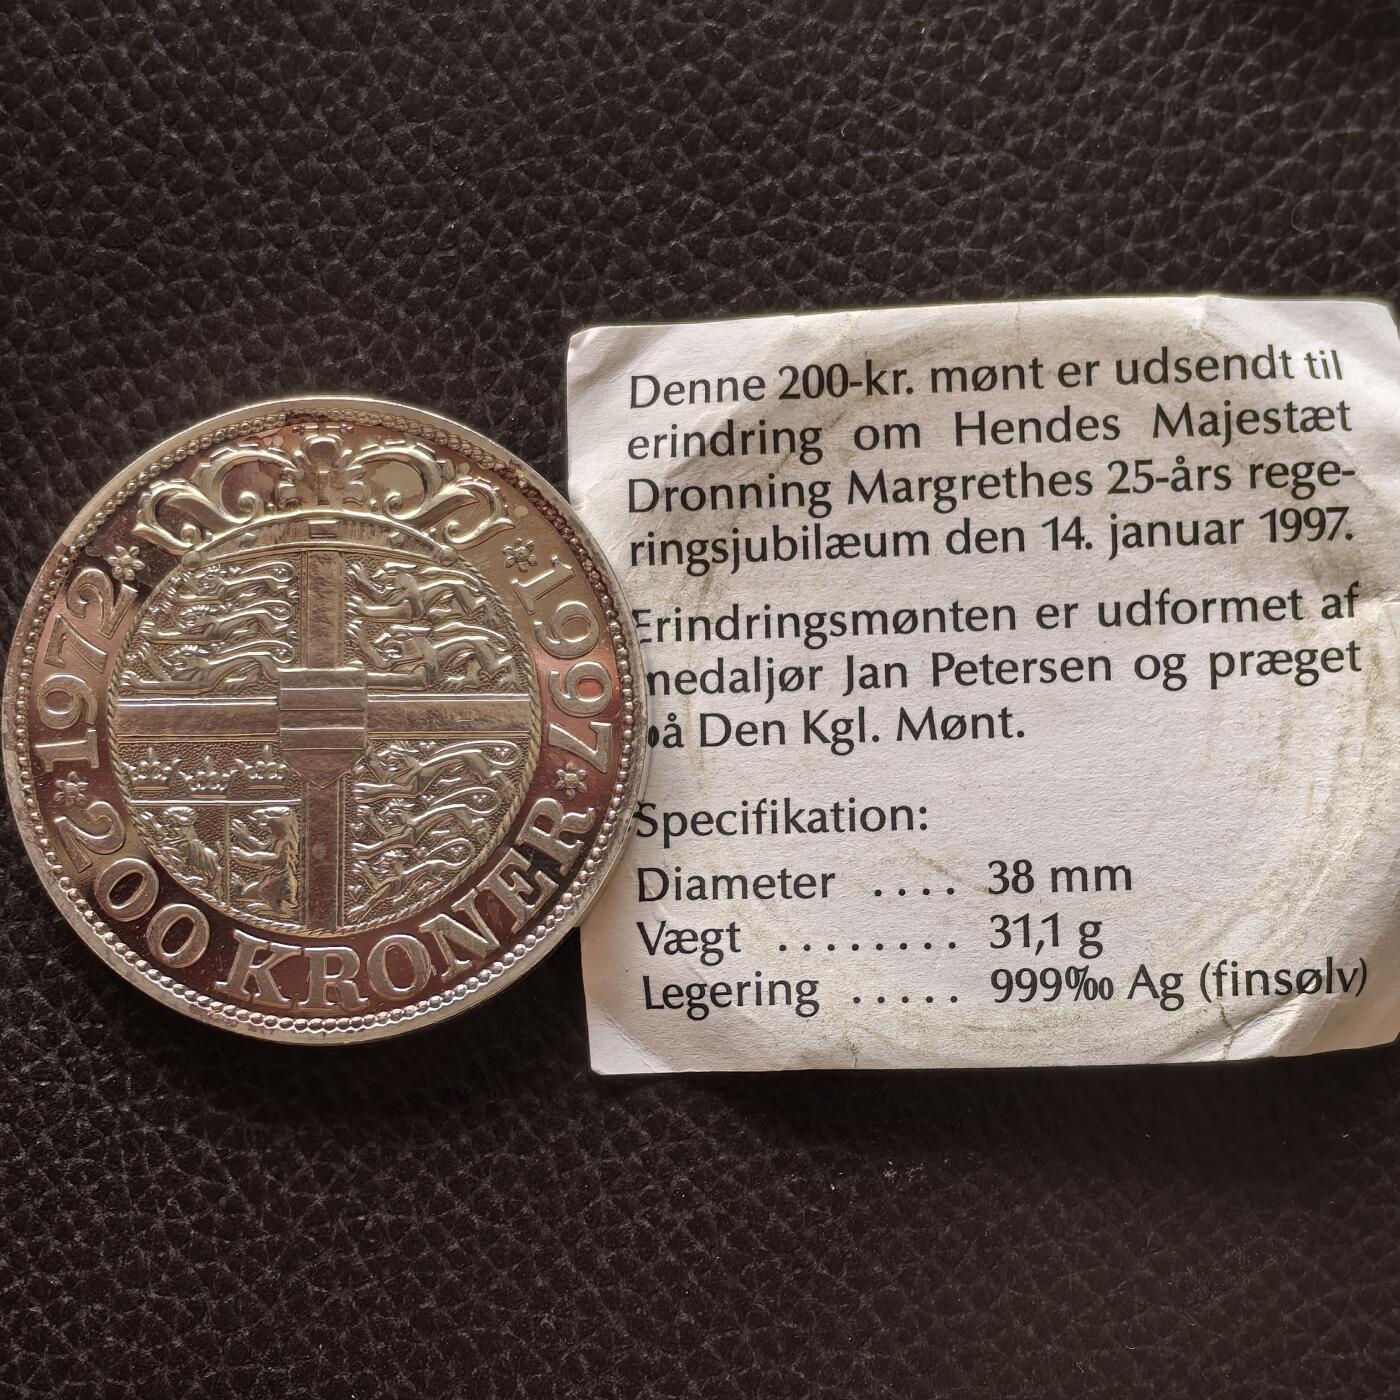 1972
1997
200 KRONER
Denne 200-kr. mønt er udsendt til
erindring om Hendes Majestæt
Dronning Margrethes 25-års rege-
ringsjubilæum den 14. januar 1997.
Erindringsmønten er udformet af
medaljør Jan Petersen og præget
på Den Kgl. Mønt.
Specifikation:
Diameter .... 38 mm
Vægt ........ 31,1 g
Legering ..... 999‰ Ag (finsølv)